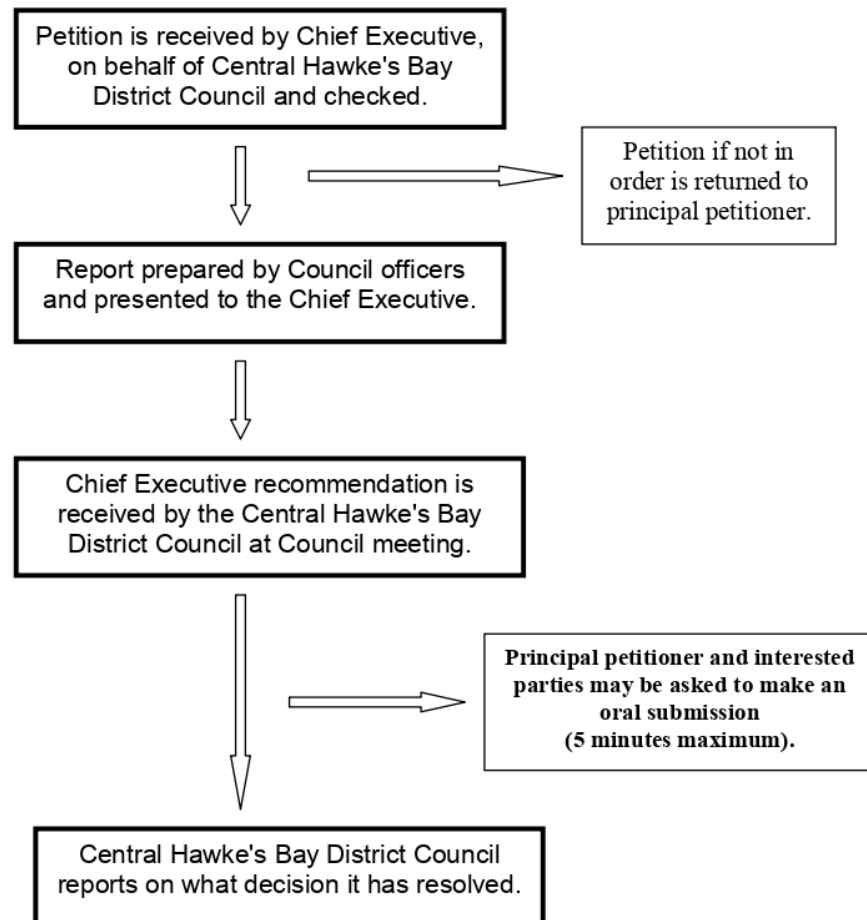 Petition is received by Chief Executive,
on behalf of Central Hawke's Bay
District Council and checked.
Petition if not in
order is returned to
principal petitioner.
Report prepared by Council officers
and presented to the Chief Executive.
Chief Executive recommendation is
received by the Central Hawke's Bay
District Council at Council meeting.
Principal petitioner and interested
parties may be asked to make an
oral submission
(5 minutes maximum).
Central Hawke's Bay District Council
reports on what decision it has resolved.